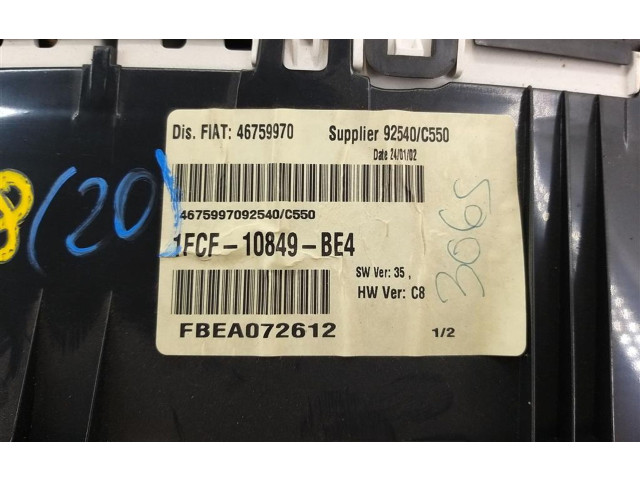 Dis. FIAT: 46759970 Supplier 92540/C550
Date 24/01/02
4675997092540/C550
1FCF-10849-BE4
SW Ver: 35 ,
HW Ver: C8
FBEA072612
1/2
3065
8(20)